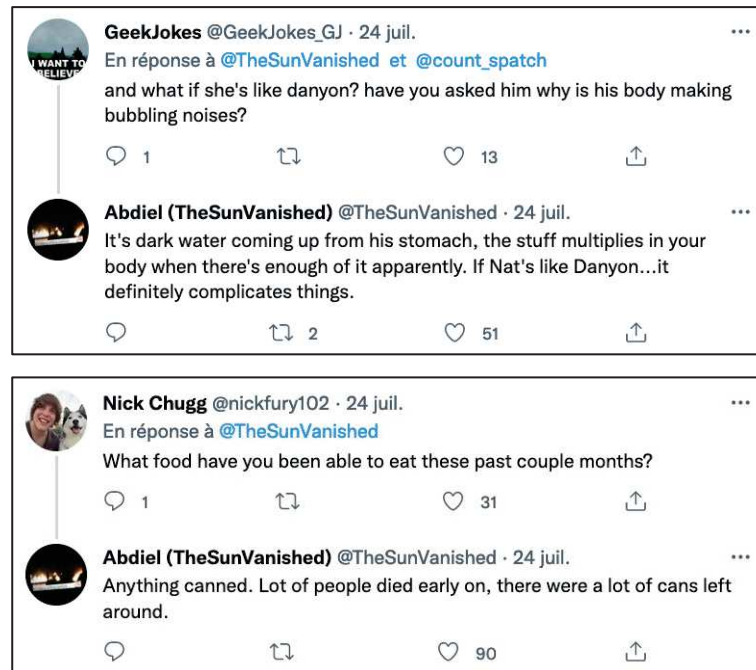 I WANT TO
BELIEVE
GeekJokes @GeekJokes_GJ · 24 juil.
En réponse à @TheSunVanished et @count_spatch
and what if she's like danyon? have you asked him why is his body making
bubbling noises?
1 13
Abdiel (TheSunVanished) @TheSunVanished · 24 juil.
It's dark water coming up from his stomach, the stuff multiplies in your
body when there's enough of it apparently. If Nat's like Danyon...it
definitely complicates things.
2 51
Nick Chugg @nickfury102 · 24 juil.
En réponse à @TheSunVanished
What food have you been able to eat these past couple months?
1 31
Abdiel (TheSunVanished) @TheSunVanished · 24 juil.
Anything canned. Lot of people died early on, there were a lot of cans left
around.
90